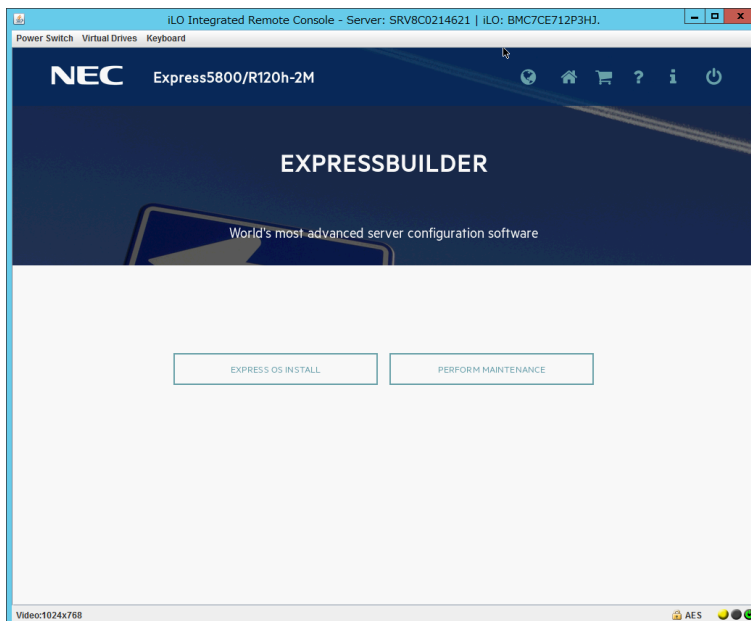 iLO Integrated Remote Console - Server: SRV8C0214621 | iLO: BMC7CE712P3HJ.
Power Switch Virtual Drives Keyboard
NEC Express5800/R120h-2M
EXPRESSBUILDER
World's most advanced server configuration software
EXPRESS OS INSTALL PERFORM MAINTENANCE
Video:1024x768 AES